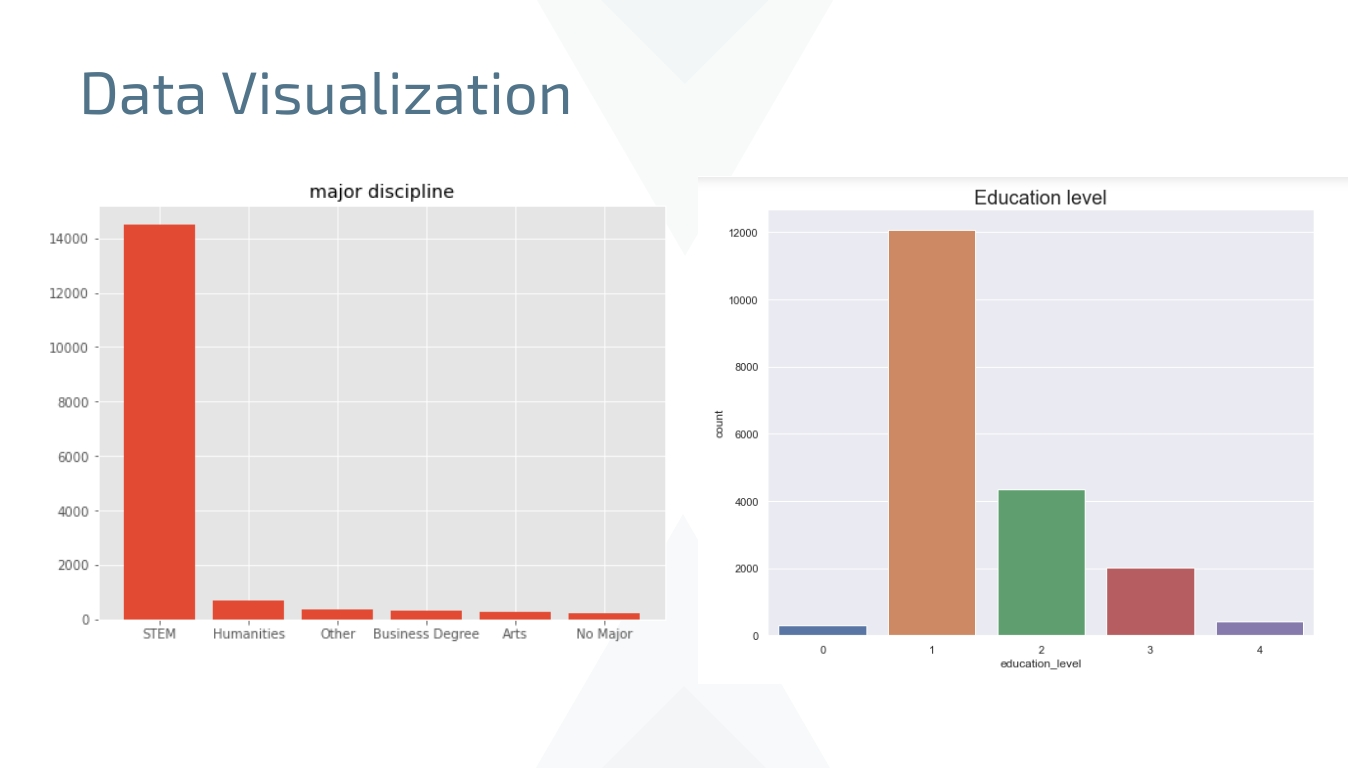 Data Visualization
major discipline
14000
12000
10000
8000
6000
4000
2000
0
STEM Humanities Other Business Degree Arts No Major
Education level
12000
10000
8000
6000
4000
2000
0
count
0 1 2 3 4
education_level